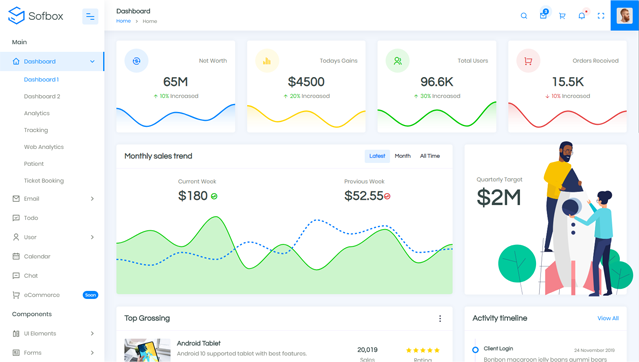 Sofbox
Main
Dashboard
Dashboard 1
Dashboard 2
Analytics
Tracking
Web Analytics
Patient
Ticket Booking
Email
Todo
User
Calendar
Chat
eCommerce
Soon
Components
UI Elements
Forms
Dashboard
Home > Home
Net Worth
65M
↑ 10% Increased
Todays Gains
$4500
↑ 20% Increased
Total Users
96.6K
↑ 30% Increased
Orders Received
15.5K
↓ 10% Increased
Monthly sales trend
Latest Month All Time
Current Week
$180
Previous Week
$52.55
Quarterly Target
$2M
Top Grossing
Android Tablet
Android 10 supported tablet with best features.
20,019
Sales
Rating
Activity timeline
View All
Client Login
24 November 2019
Bonbon macaroon jelly beans gummi bears